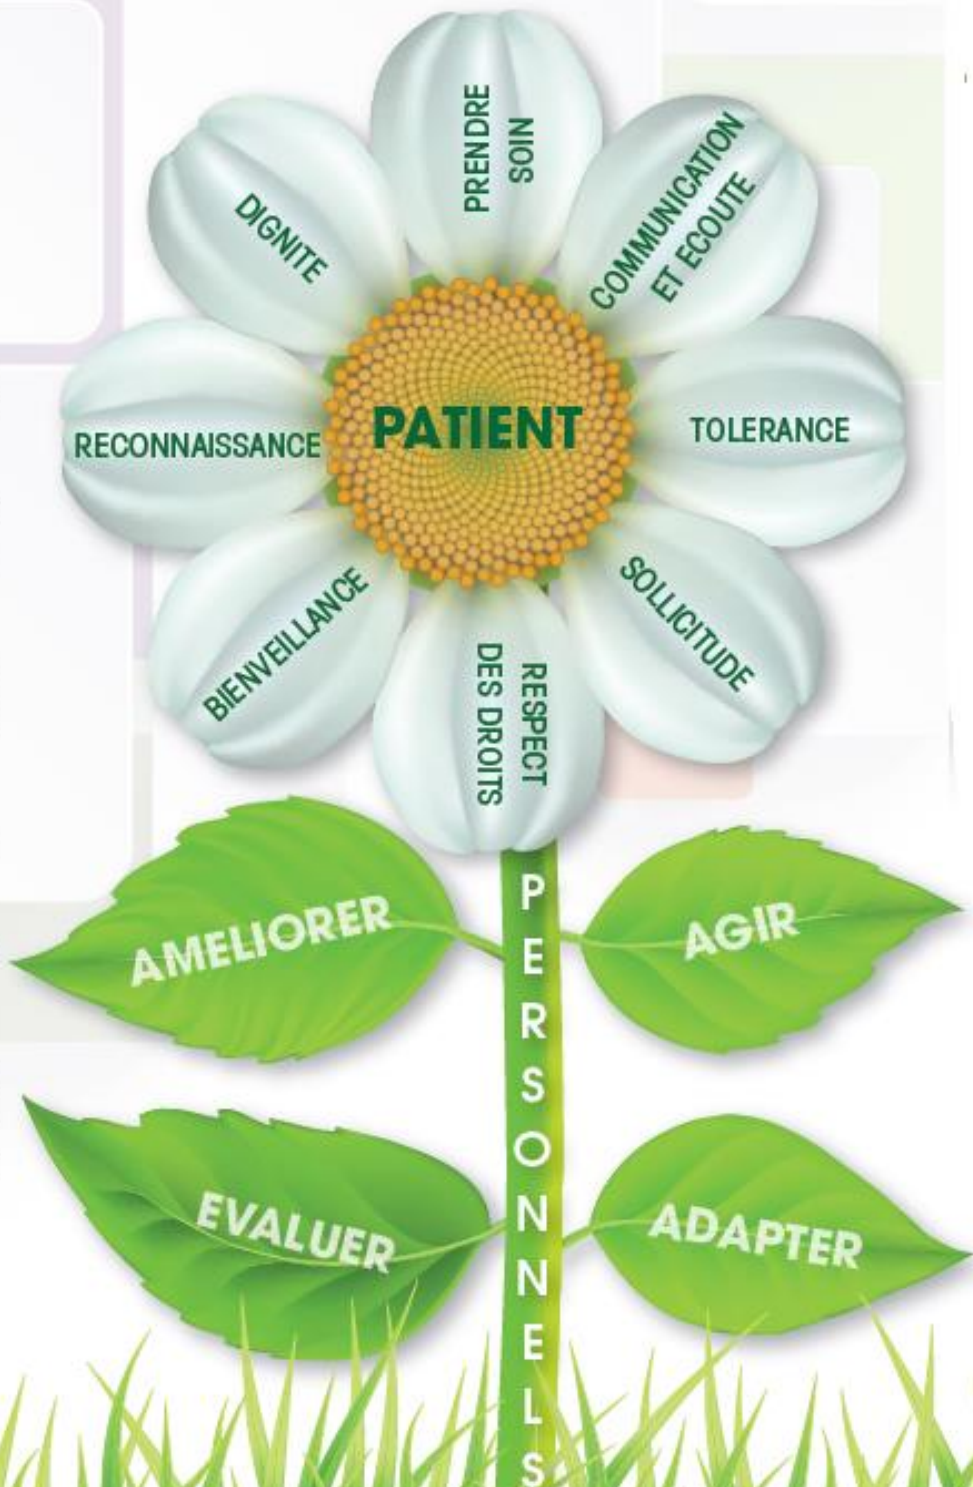 PRENDRE
SOIN
COMMUNICATION
ET ECOUTE
TOLERANCE
SOLLICITUDE
RESPECT
DES DROITS
BIENVEILLANCE
RECONNAISSANCE
DIGNITE
PATIENT
AMELIORER
AGIR
EVALUER
ADAPTER
PERSONNELS